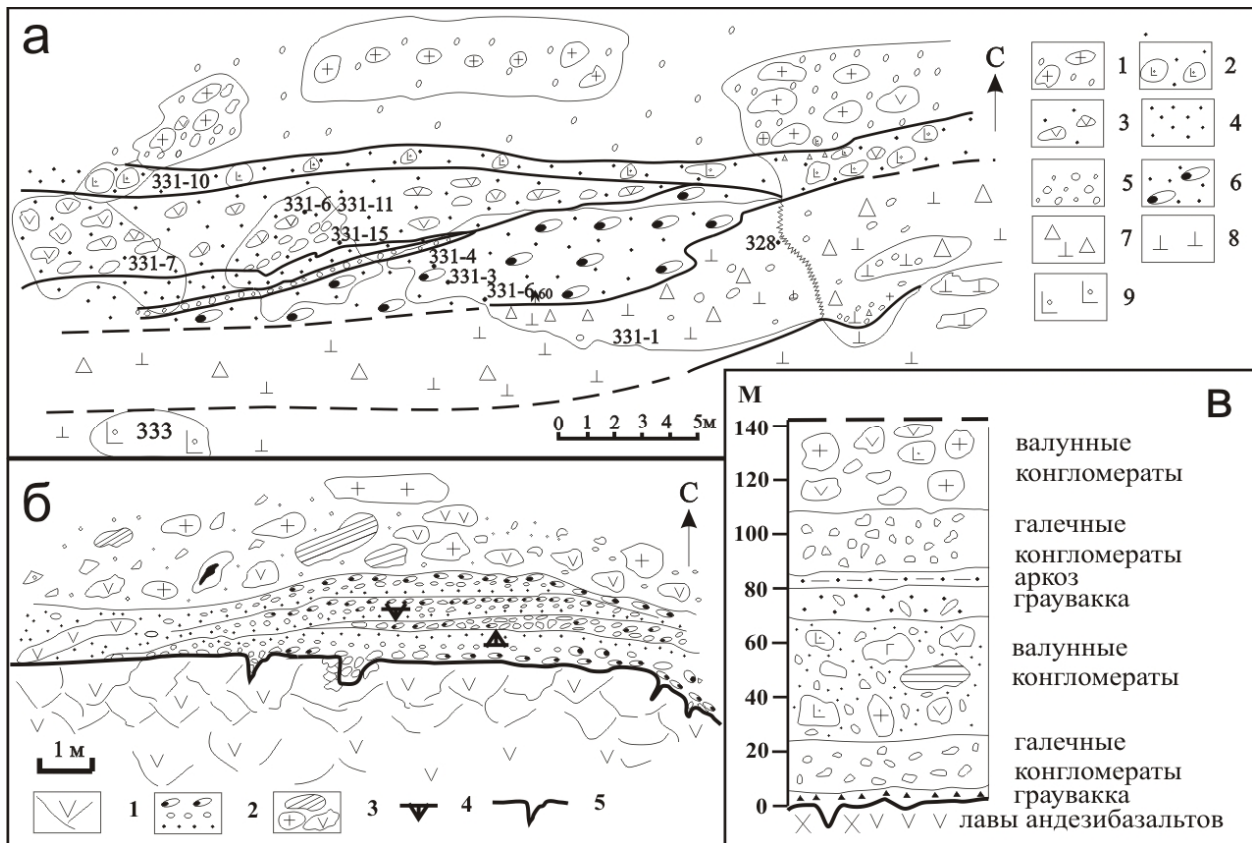 а
С
331-10
331-6 331-11
331-15
331-7
331-4
331-3
331-6
60
328
331-1
333
0 1 2 3 4 5м
1
2
3
4
5
6
7
8
9
б
С
1 м
1
2
3
4
5
в
М
140
120
100
80
60
40
20
0
валунные
конгломераты
галечные
конгломераты
аркоз
граувакка
валунные
конгломераты
галечные
конгломераты
граувакка
лавы андезибазальтов